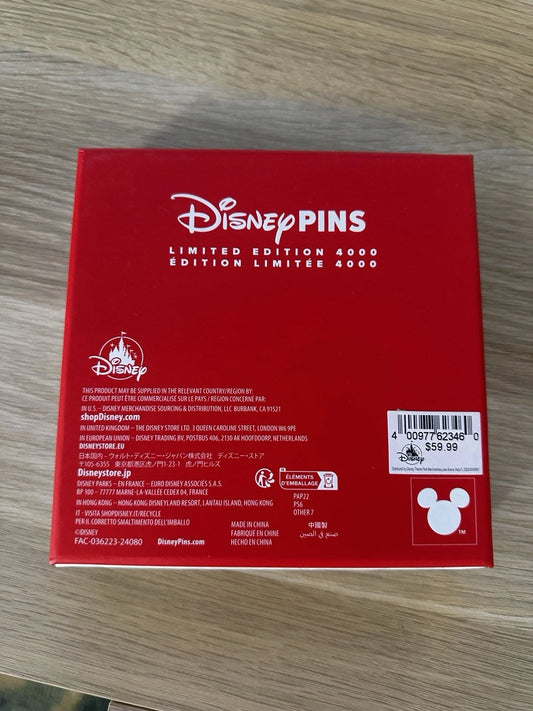 Disney PINS
LIMITED EDITION 4000
ÉDITION LIMITÉE 4000
Disney
THIS PRODUCT MAY BE SUPPLIED IN THE RELEVANT COUNTRY/REGION BY:
CE PRODUIT PEUT ÊTRE COMMERCIALISÉ SUR LE PAYS / RÉGION CONCERNÉ PAR:
IN U.S. – DISNEY MERCHANDISE SOURCING & DISTRIBUTION, LLC BURBANK, CA 91521
shopDisney.com
IN UNITED KINGDOM – THE DISNEY STORE LTD. 3 QUEEN CAROLINE STREET, LONDON W6 9PE
IN EUROPEAN UNION – DISNEY TRADING BV, POSTBUS 406, 2130 AK HOOFDDORP, NETHERLANDS
DISNEYSTORE.EU
日本国内 - ウォルト・ディズニー・ジャパン株式会社 ディズニー・ストア
〒105-6355 東京都港区虎ノ門1-23-1 虎ノ門ヒルズ
Disneystore.jp
DISNEY PARKS – EN FRANCE – EURO DISNEY ASSOCIÉS S.A.S.
BP 100 – 77777 MARNE-LA-VALLÉE CEDEX 04, FRANCE
IN HONG KONG – HONG KONG DISNEYLAND RESORT, LANTAU ISLAND, HONG KONG
IT - VISITA SHOPDISNEY.IT/RECYCLE
PER IL CORRETTO SMALTIMENTO DELL'IMBALLO
©DISNEY
FAC-036223-24080
DisneyPins.com
ÉLÉMENTS
D'EMBALLAGE
PAP22
PS6
OTHER 7
MADE IN CHINA
FABRIQUÉ EN CHINE
HECHO EN CHINA
中國製
صنع في الصين
4 00977 62346 0
$59.99
Disney
TM